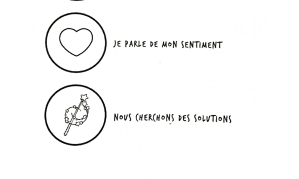 JE PARLE DE MON SENTIMENT
NOUS CHERCHONS DES SOLUTIONS